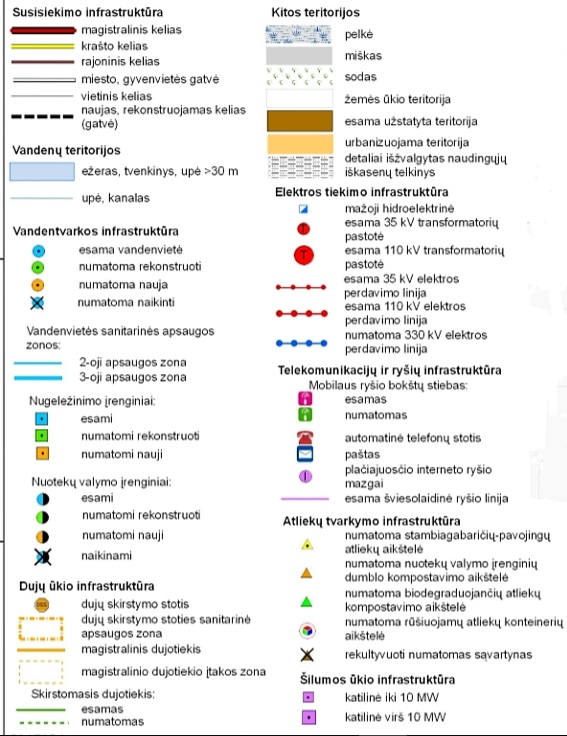 Susisiekimo infrastruktūra
magistralinis kelias
krašto kelias
rajoninis kelias
miesto, gyvenvietės gatvė
vietinis kelias
naujas, rekonstruojamas kelias
(gatvė)
Vandenų teritorijos
ežeras, tvenkinys, upė >30 m
upė, kanalas
Vandentvarkos infrastruktūra
esama vandenvietė
numatoma rekonstruoti
numatoma nauja
numatoma naikinti
Vandenvietės sanitarinės apsaugos
zonos:
2-oji apsaugos zona
3-oji apsaugos zona
Nugeležinimo įrenginiai:
esami
numatomi rekonstruoti
numatomi nauji
Nuotekų valymo įrenginiai:
esami
numatomi rekonstruoti
numatomi nauji
naikinami
Dujų ūkio infrastruktūra
dujų skirstymo stotis
dujų skirstymo stoties sanitarinė
apsaugos zona
magistralinis dujotiekis
magistralinio dujotiekio įtakos zona
Skirstomasis dujotiekis:
esamas
numatomas
Kitos teritorijos
pelkė
miškas
sodas
žemės ūkio teritorija
esama užstatyta teritorija
urbanizuojama teritorija
detaliai išžvalgytas naudingųjų
iškasenų telkinys
Elektros tiekimo infrastruktūra
mažoji hidroelektrinė
esama 35 kV transformatorių
pastotė
esama 110 kV transformatorių
pastotė
esama 35 kV elektros
perdavimo linija
esama 110 kV elektros
perdavimo linija
numatoma 330 kV elektros
perdavimo linija
Telekomunikacijų ir ryšių infrastruktūra
Mobilaus ryšio bokštų stiebas:
esamas
numatomas
automatinė telefonų stotis
paštas
plačiajuosčio interneto ryšio
mazgai
esama šviesolaidinė ryšio linija
Atliekų tvarkymo infrastruktūra
numatoma stambiagabaričių-pavojingų
atliekų aikštelė
numatoma nuotekų valymo įrenginių
dumblo kompostavimo aikštelė
numatoma biodegraduojančių atliekų
kompostavimo aikštelė
numatoma rūšiuojamų atliekų konteinerių
aikštelė
rekultyvuoti numatomas sąvartynas
Šilumos ūkio infrastruktūra
katilinė iki 10 MW
katilinė virš 10 MW